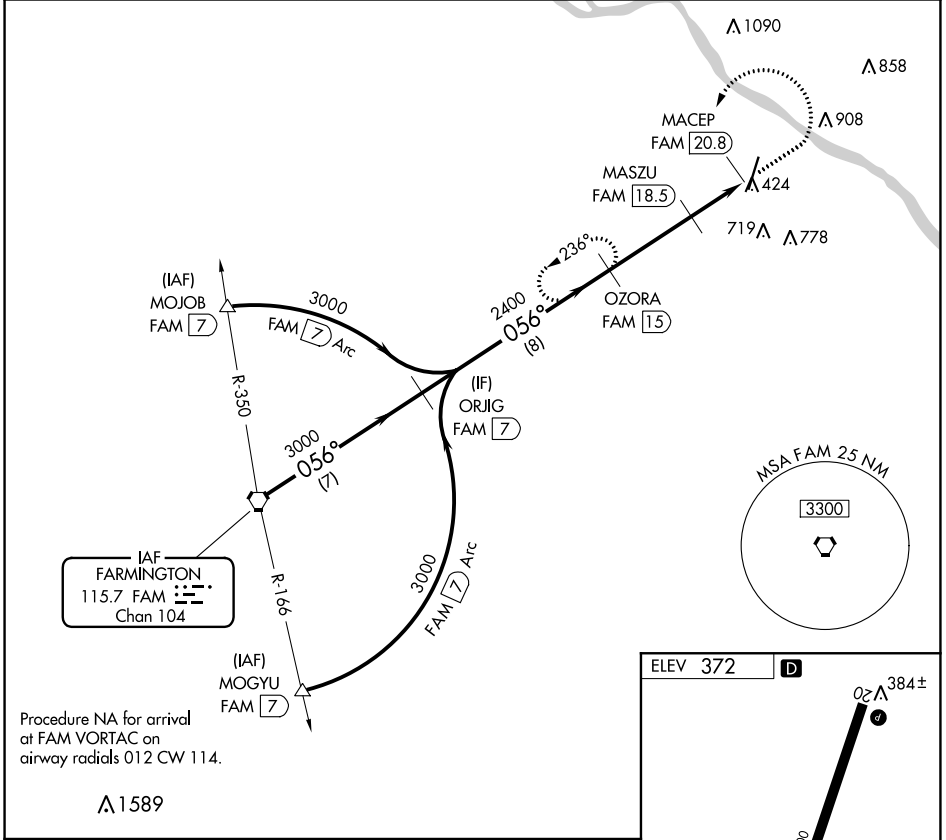 1090
858
MACEP
FAM 20.8
908
MASZU
FAM 18.5
424
719
778
236°
(IAF)
MOJOB
FAM 7
3000
FAM 7 Arc
2400
056°
(8)
OZORA
FAM 15
R-350
(IF)
ORJIG
FAM 7
3000
056°
(7)
MSA FAM 25 NM
3300
IAF
FARMINGTON
115.7 FAM
Chan 104
R-166
3000
FAM 7 Arc
(IAF)
MOGYU
FAM 7
ELEV 372
D
20
384±
P
Procedure NA for arrival
at FAM VORTAC on
airway radials 012 CW 114.
1589